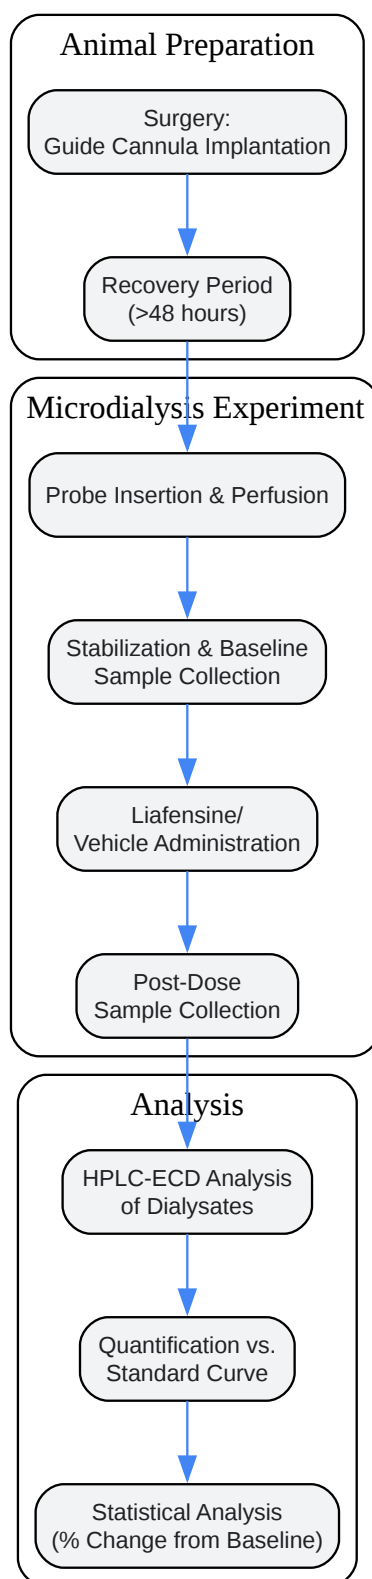 Animal Preparation
Surgery:
Guide Cannula Implantation
Recovery Period
(>48 hours)
Microdialysis Experiment
Probe Insertion & Perfusion
Stabilization & Baseline
Sample Collection
Liafensine/
Vehicle Administration
Post-Dose
Sample Collection
Analysis
HPLC-ECD Analysis
of Dialysates
Quantification vs.
Standard Curve
Statistical Analysis
(% Change from Baseline)